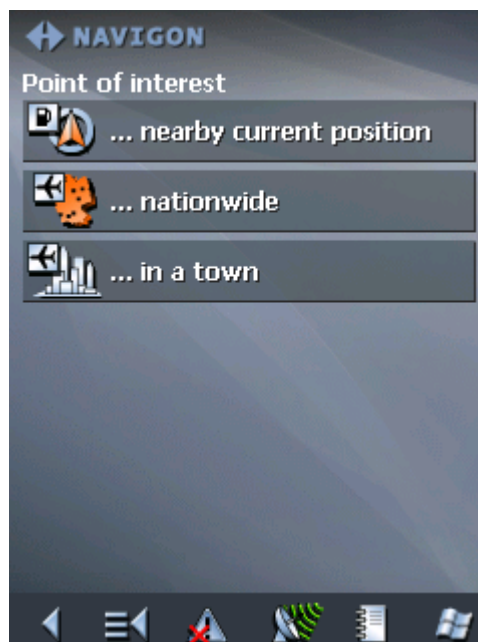 NAVIGON
Point of interest
... nearby current position
... nationwide
... in a town